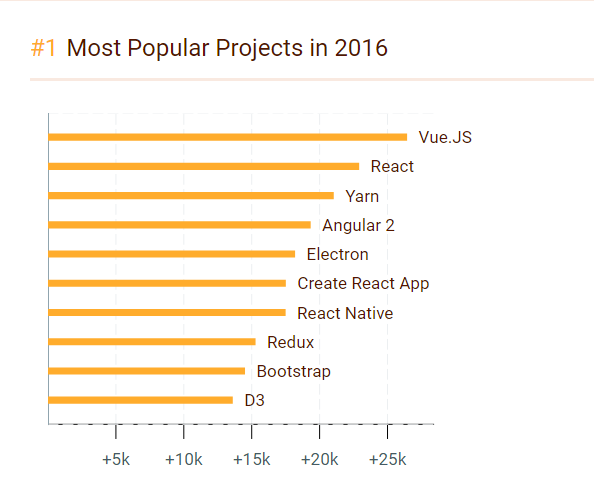 #1 Most Popular Projects in 2016
Vue.JS
React
Yarn
Angular 2
Electron
Create React App
React Native
Redux
Bootstrap
D3
+5k +10k +15k +20k +25k